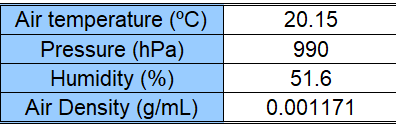 Air temperature (ºC) 20.15
Pressure (hPa) 990
Humidity (%) 51.6
Air Density (g/mL) 0.001171